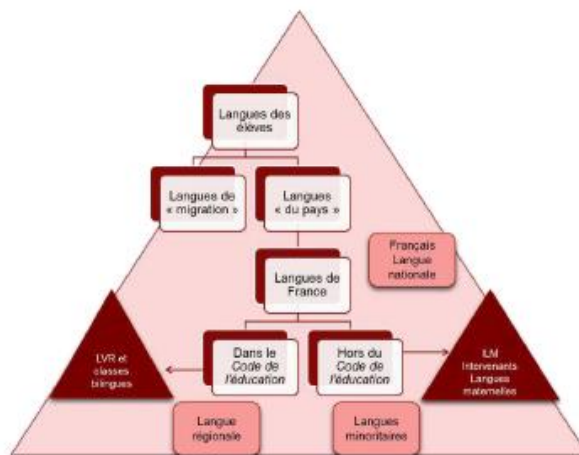 Langues des
élèves
Langues de
« migration »
Langues
« du pays »
Français
Langue
nationale
Langues de
France
LVR et
classes
bilingues
Dans le
Code de
l'éducation
Hors du
Code de
l'éducation
ILM
Intervenants
Langues
maternelles
Langue
régionale
Langues
minoritaires